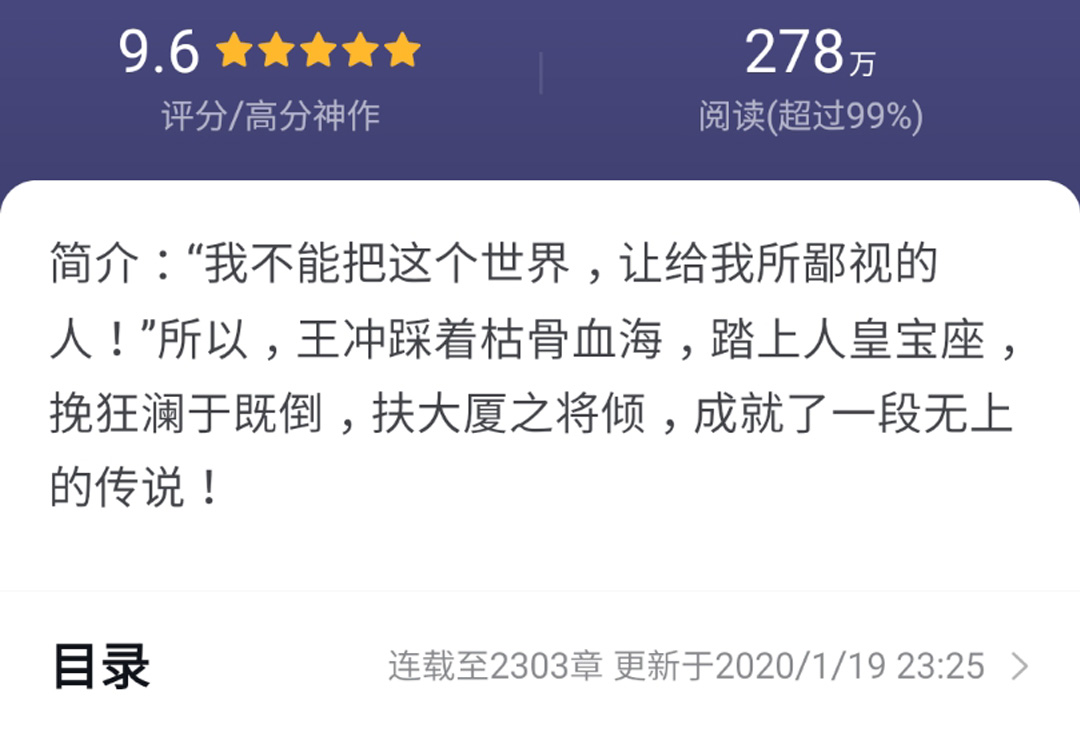 9.6
278万
评分/高分神作
阅读(超过99%)
简介：“我不能把这个世界，让给我所鄙视的
人！”所以，王冲踩着枯骨血海，踏上人皇宝座，
挽狂澜于既倒，扶大厦之将倾，成就了一段无上
的传说！
目录
连载至2303章 更新于2020/1/19 23:25